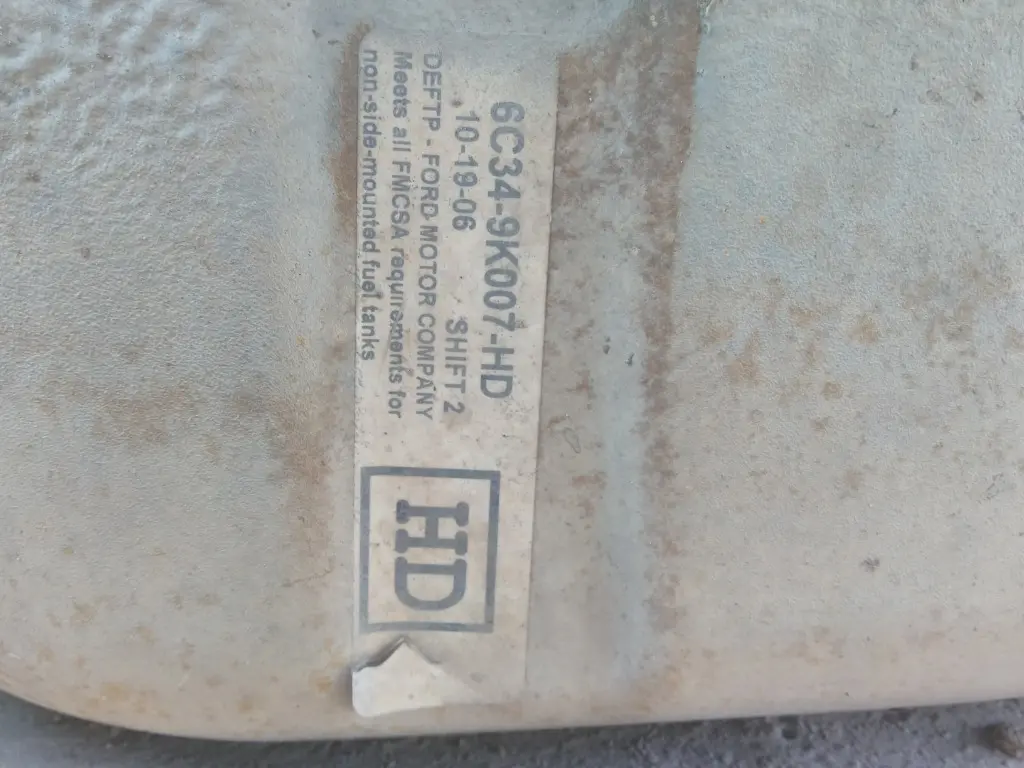 6C34-9K007-HD
10-19-06 SHIFT 2
DEFTP - FORD MOTOR COMPANY
Meets all FMCSA requirements for
non-side-mounted fuel tanks
HD